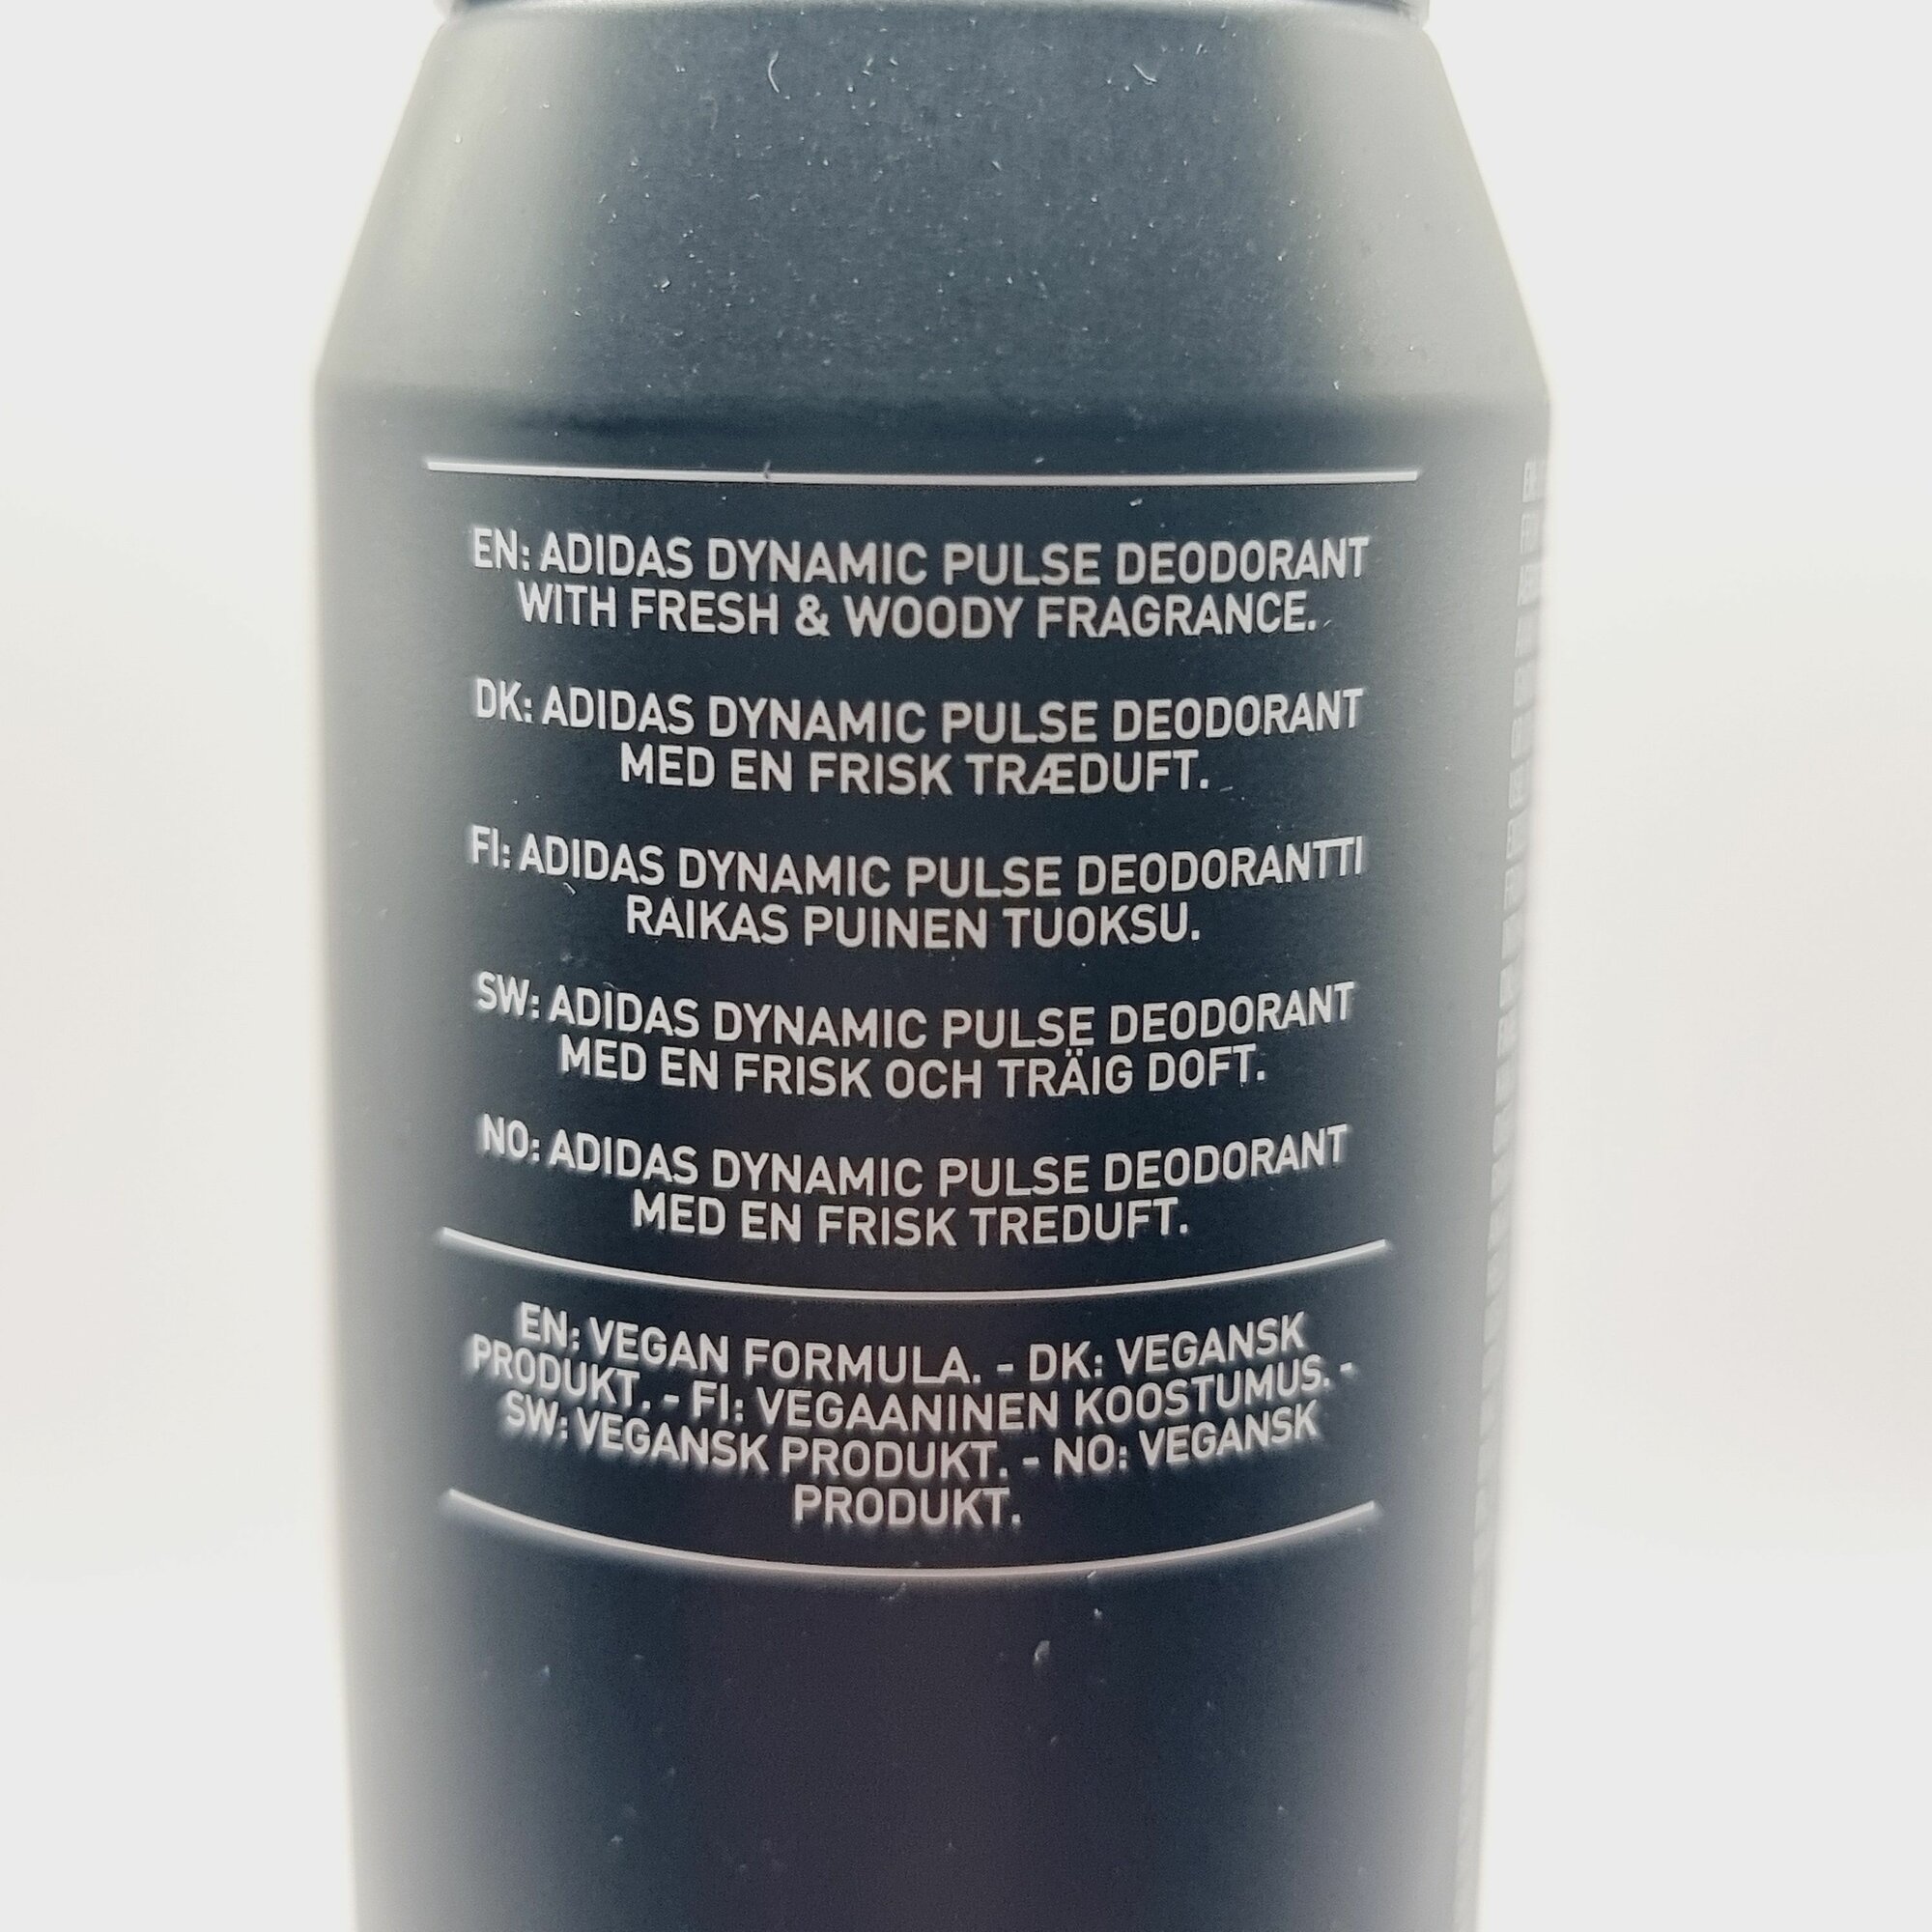 EN: ADIDAS DYNAMIC PULSE DEODORANT
WITH FRESH & WOODY FRAGRANCE.
DK: ADIDAS DYNAMIC PULSE DEODORANT
MED EN FRISK TRÆDUFT.
FI: ADIDAS DYNAMIC PULSE DEODORANTTI
RAIKAS PUINEN TUOKSU.
SW: ADIDAS DYNAMIC PULSE DEODORANT
MED EN FRISK OCH TRÄIG DOFT.
NO: ADIDAS DYNAMIC PULSE DEODORANT
MED EN FRISK TREDUFT.
EN: VEGAN FORMULA. - DK: VEGANSK
PRODUKT. - FI: VEGAANINEN KOOSTUMUS. -
SW: VEGANSK PRODUKT. - NO: VEGANSK
PRODUKT.